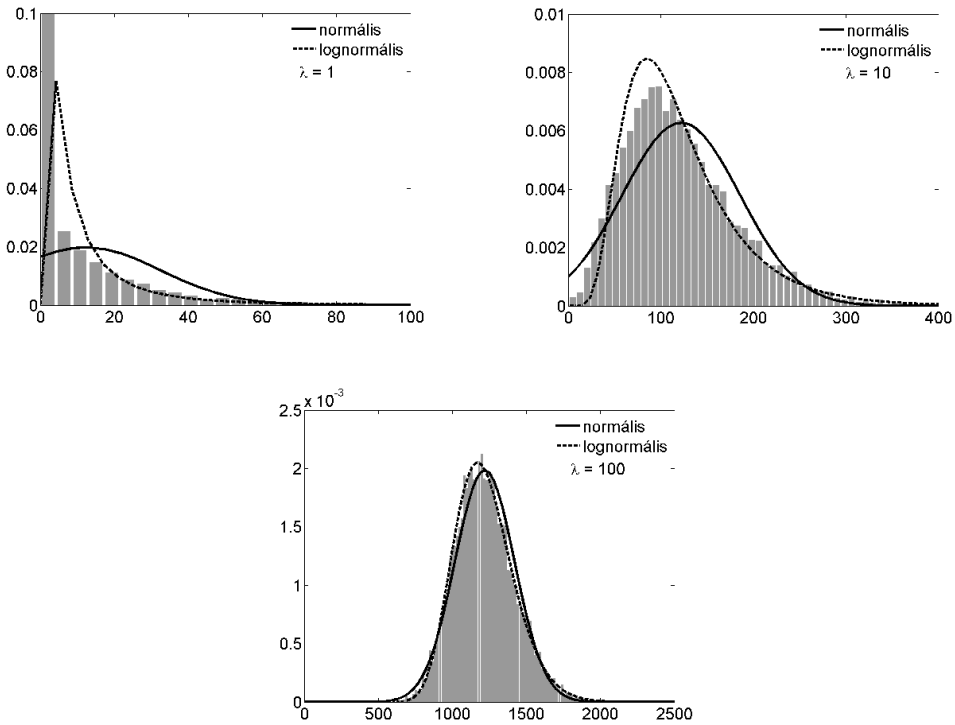 normális
lognormális
λ = 1
0.1
0.08
0.06
0.04
0.02
0
0 20 40 60 80 100
normális
lognormális
λ = 10
0.01
0.008
0.006
0.004
0.002
0
0 100 200 300 400
x 10⁻³
normális
lognormális
λ = 100
2.5
2
1.5
1
0.5
0
0 500 1000 1500 2000 2500